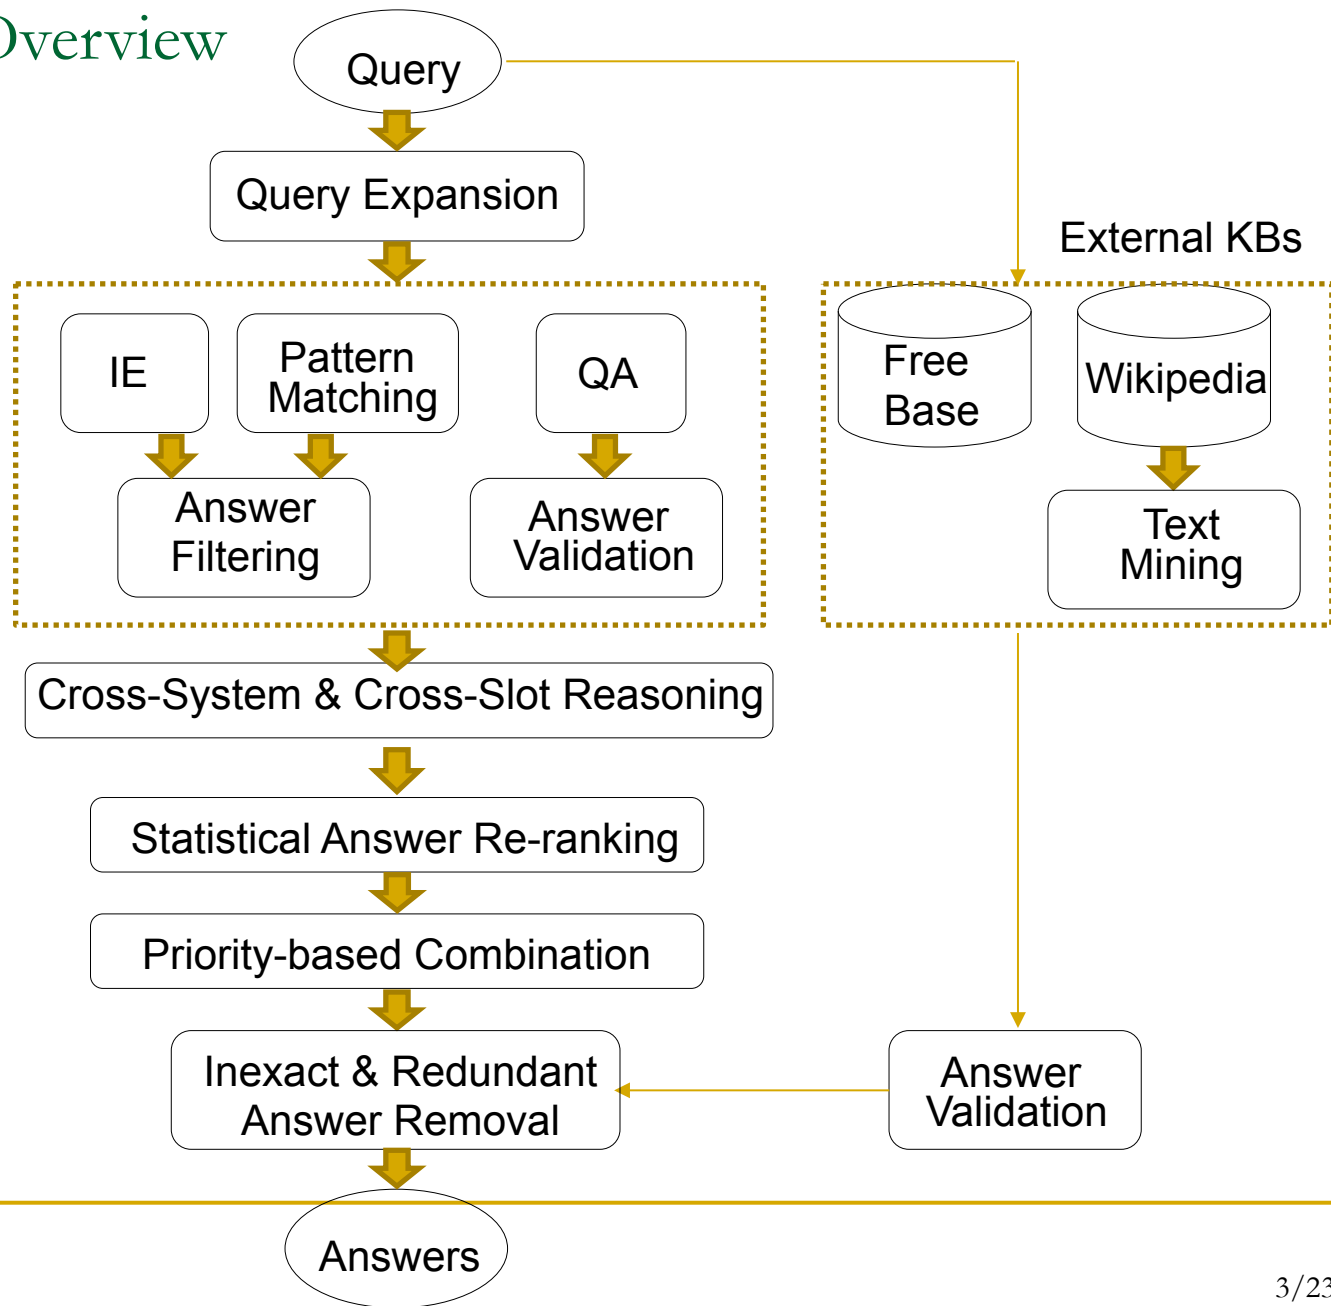 Overview
Query
Query Expansion
External KBs
IE
Pattern
Matching
QA
Free
Base
Wikipedia
Answer
Filtering
Answer
Validation
Text
Mining
Cross-System & Cross-Slot Reasoning
Statistical Answer Re-ranking
Priority-based Combination
Inexact & Redundant
Answer Removal
Answer
Validation
Answers
3/23